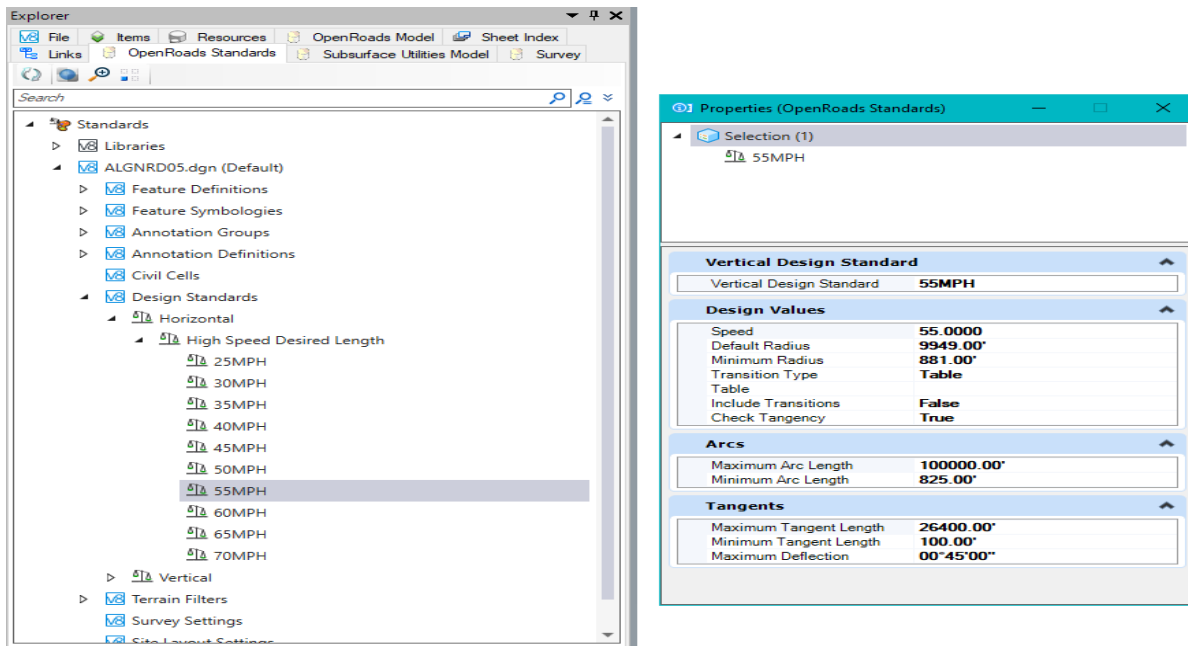 Explorer
File Items Resources OpenRoads Model Sheet Index
Links OpenRoads Standards Subsurface Utilities Model Survey
Search
Standards
Libraries
ALGNRD05.dgn (Default)
Feature Definitions
Feature Symbologies
Annotation Groups
Annotation Definitions
Civil Cells
Design Standards
Horizontal
High Speed Desired Length
25MPH
30MPH
35MPH
40MPH
45MPH
50MPH
55MPH
60MPH
65MPH
70MPH
Vertical
Terrain Filters
Survey Settings
Site Layout Settings
Properties (OpenRoads Standards)
Selection (1)
55MPH
Vertical Design Standard
Vertical Design Standard 55MPH
Design Values
Speed 55.0000
Default Radius 9949.00'
Minimum Radius 881.00'
Transition Type Table
Table
Include Transitions False
Check Tangency True
Arcs
Maximum Arc Length 100000.00'
Minimum Arc Length 825.00'
Tangents
Maximum Tangent Length 26400.00'
Minimum Tangent Length 100.00'
Maximum Deflection 00°45'00"